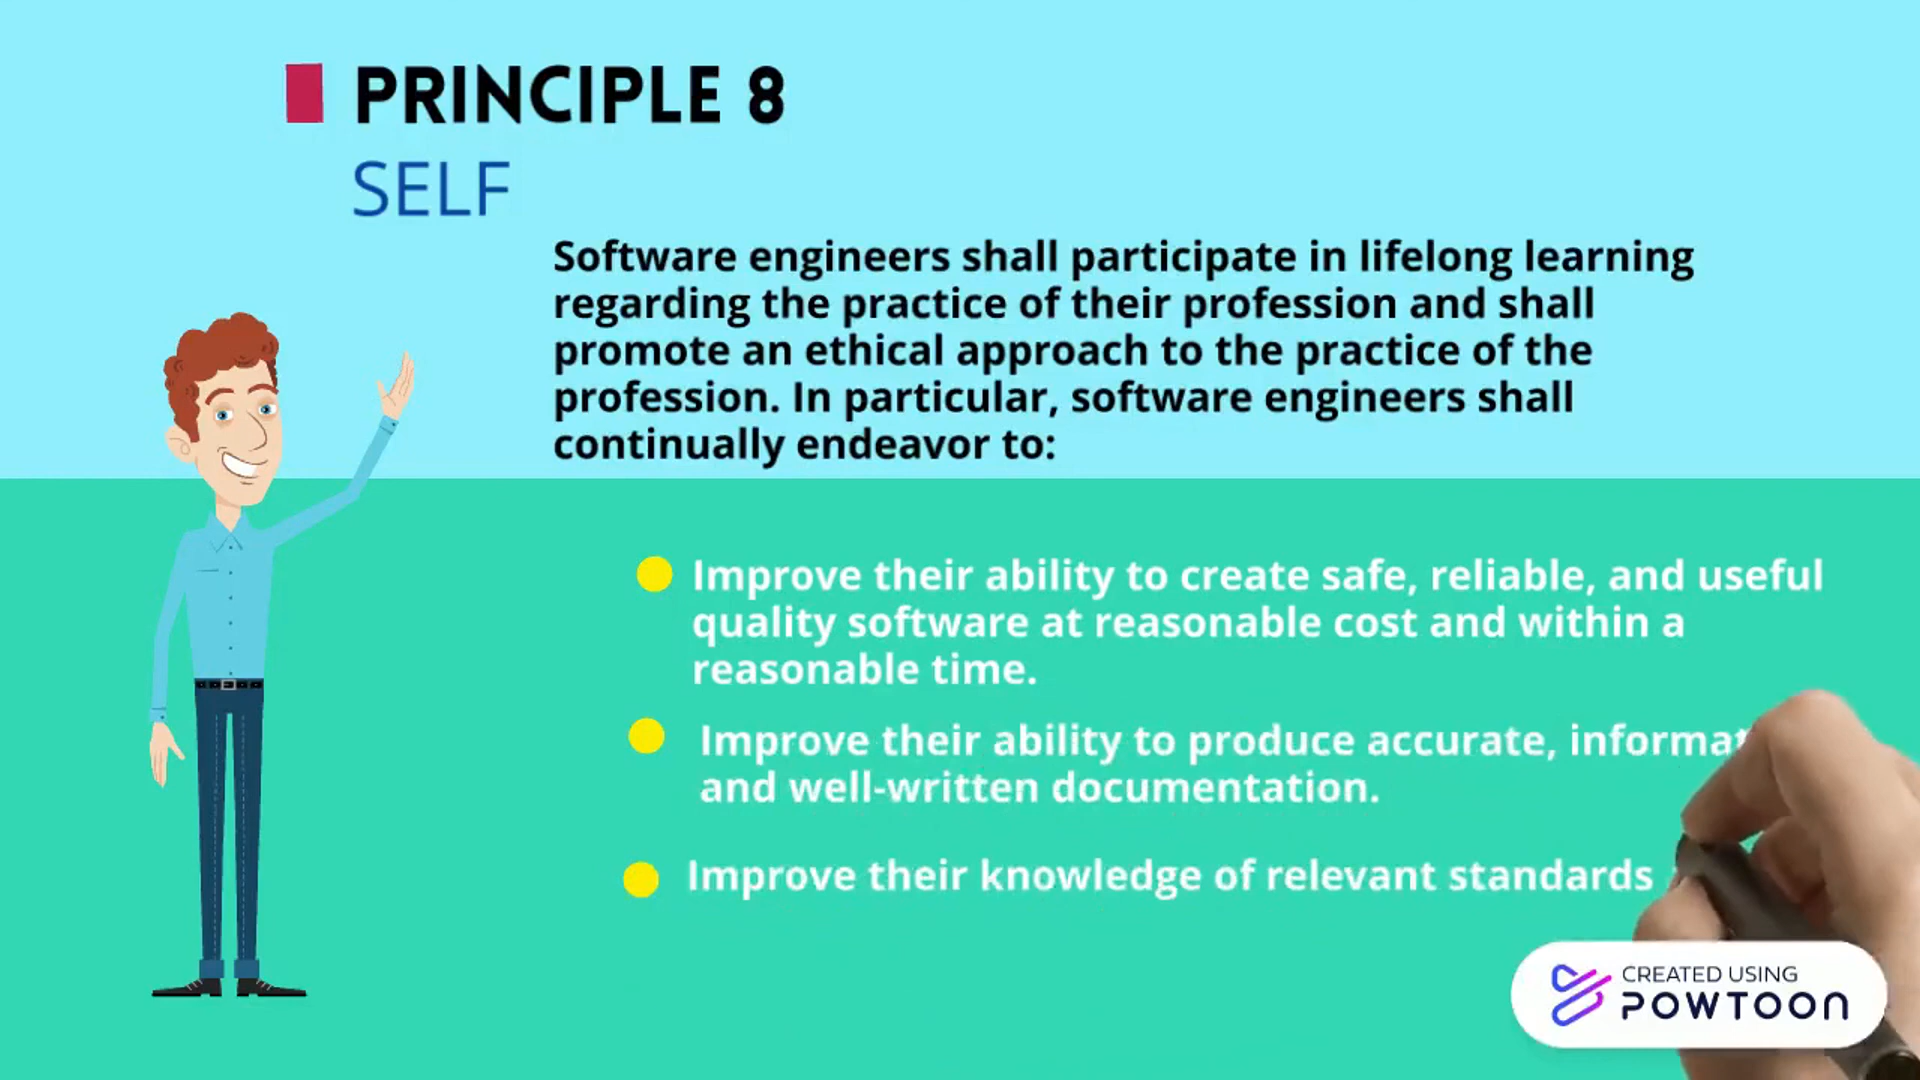 PRINCIPLE 8
SELF
Software engineers shall participate in lifelong learning
regarding the practice of their profession and shall
promote an ethical approach to the practice of the
profession. In particular, software engineers shall
continually endeavor to:
Improve their ability to create safe, reliable, and useful
quality software at reasonable cost and within a
reasonable time.
Improve their ability to produce accurate,
and well-written documentation.
Improve their knowledge of relevant standards
CREATED USING
POWTOON